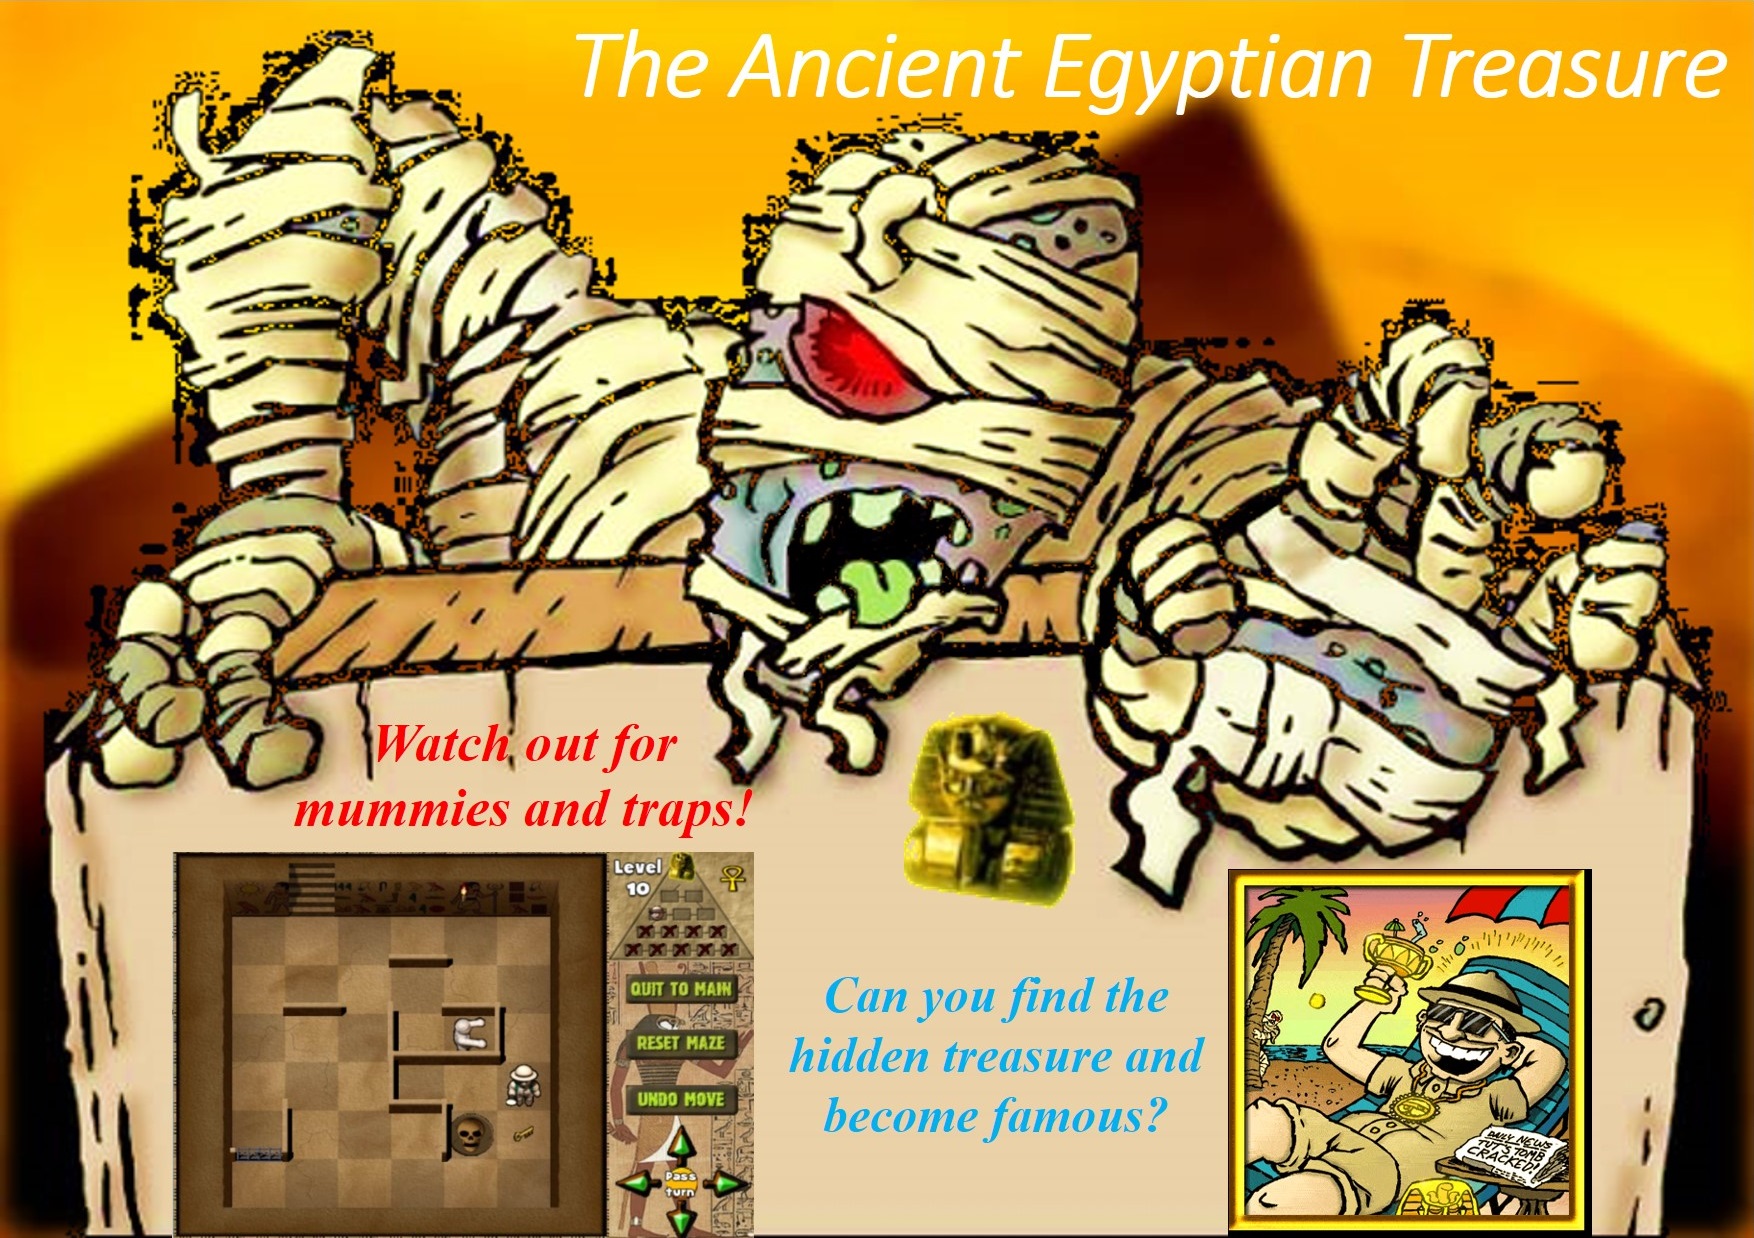 The Ancient Egyptian Treasure
Watch out for
mummies and traps!
Level
10
QUIT TO MAIN
RESET MAZE
UNDO MOVE
Pass
turn
Can you find the
hidden treasure and
become famous?
DAILY NEWS
TUT'S TOMB
CRACKED!